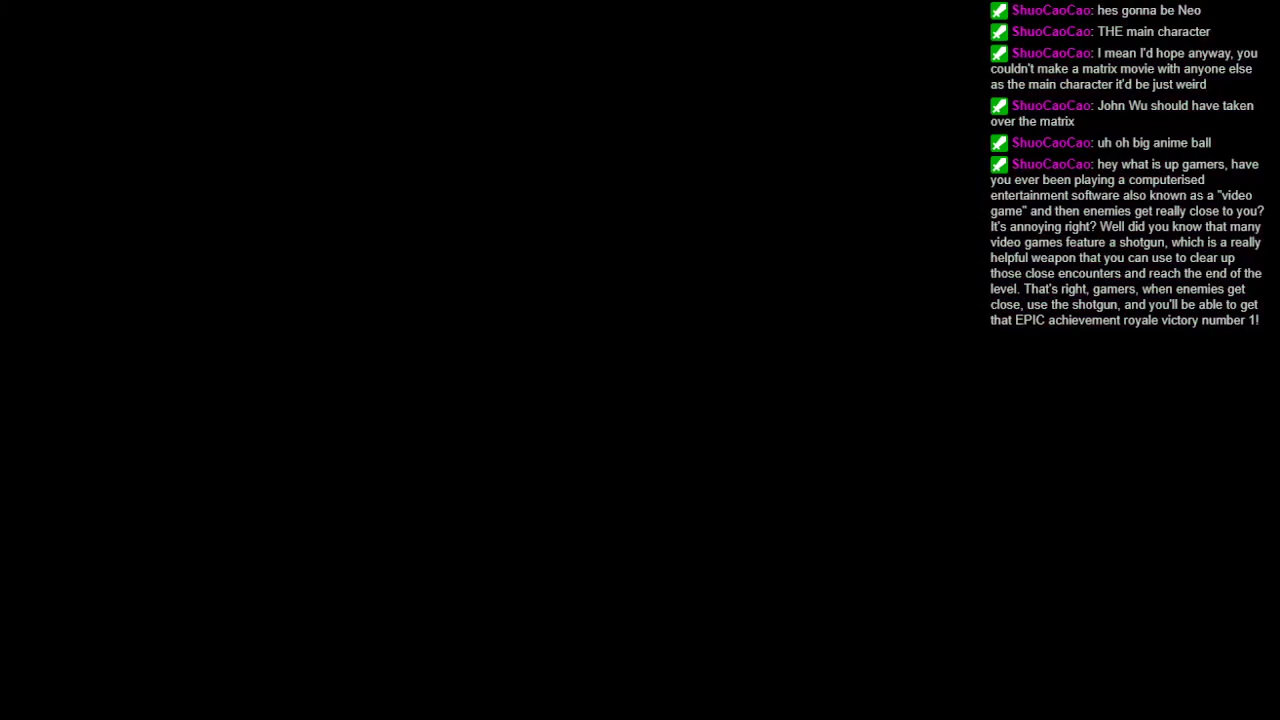 ShuoCaoCao: hes gonna be Neo
ShuoCaoCao: THE main character
ShuoCaoCao: I mean I'd hope anyway, you
couldn't make a matrix movie with anyone else
as the main character it'd be just weird
ShuoCaoCao: John Wu should have taken
over the matrix
ShuoCaoCao: uh oh big anime ball
ShuoCaoCao: hey what is up gamers, have
you ever been playing a computerised
entertainment software also known as a "video
game" and then enemies get really close to you?
It's annoying right? Well did you know that many
video games feature a shotgun, which is a really
helpful weapon that you can use to clear up
those close encounters and reach the end of the
level. That's right, gamers, when enemies get
close, use the shotgun, and you'll be able to get
that EPIC achievement royale victory number 1!